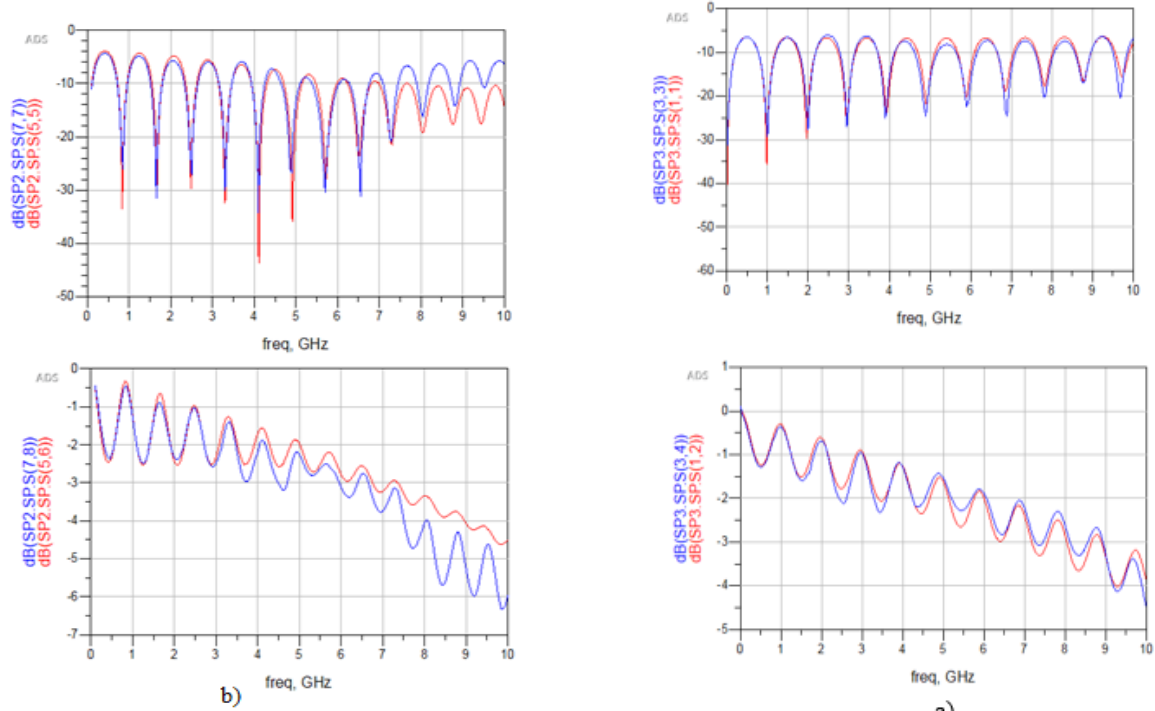 ADS
0
-10
-20
-30
-40
-50
dB(SP2.SP.S(7,7))
dB(SP2.SP.S(5,5))
0 1 2 3 4 5 6 7 8 9 10
freq, GHz
ADS
0
-10
-20
-30
-40
-50
-60
dB(SP3.SP.S(3,3))
dB(SP3.SP.S(1,1))
0 1 2 3 4 5 6 7 8 9 10
freq, GHz
ADS
0
-1
-2
-3
-4
-5
-6
-7
dB(SP2.SP.S(7,8))
dB(SP2.SP.S(5,6))
0 1 2 3 4 5 6 7 8 9 10
freq, GHz
b)
ADS
1
0
-1
-2
-3
-4
-5
dB(SP3.SP.S(3,4))
dB(SP3.SP.S(1,2))
0 1 2 3 4 5 6 7 8 9 10
freq, GHz